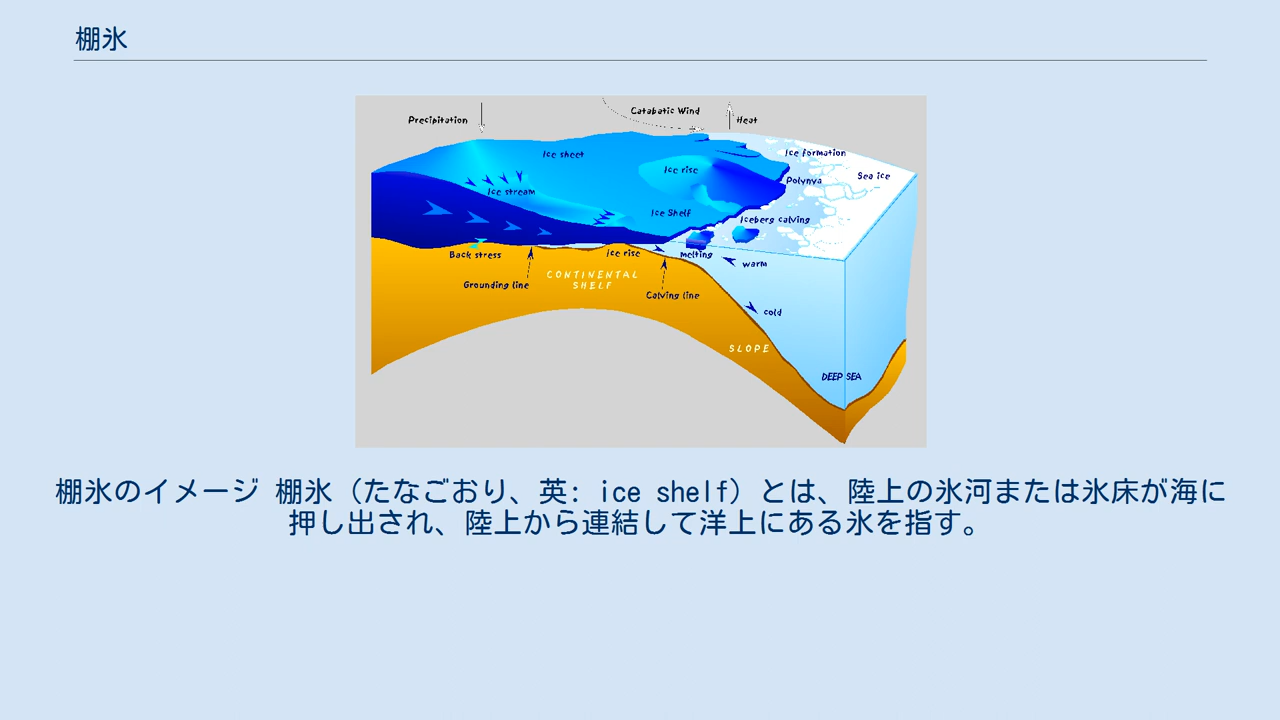 棚氷
Precipitation
Catabatic Wind
Heat
Ice sheet
Ice formation
Ice rise
Polynya
Sea ice
Ice stream
Ice Shelf
Iceberg calving
Back stress
Ice rise
melting
warm
Grounding line
CONTINENTAL
SHELF
Calving line
cold
SLOPE
DEEP SEA
棚氷のイメージ 棚氷（たなごおり、英: ice shelf）とは、陸上の氷河または氷床が海に
押し出され、陸上から連結して洋上にある氷を指す。